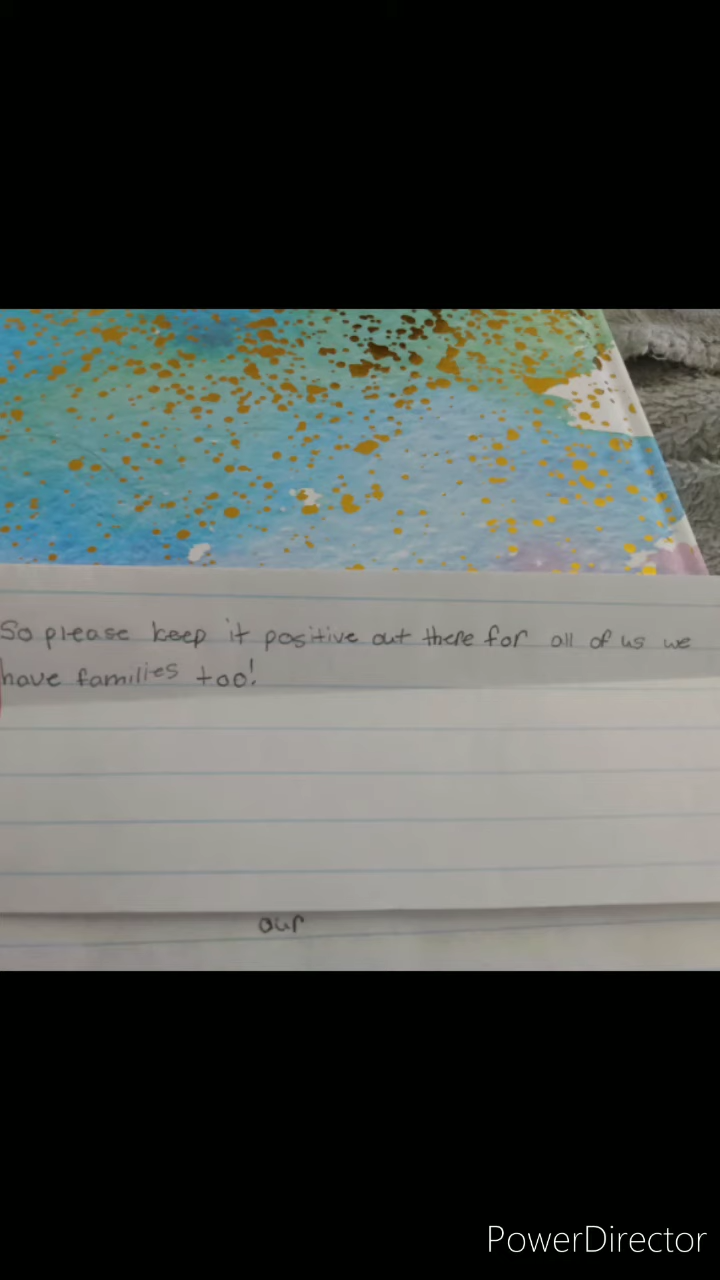 So please keep it positive out there for all of us we
have families too!
our
PowerDirector